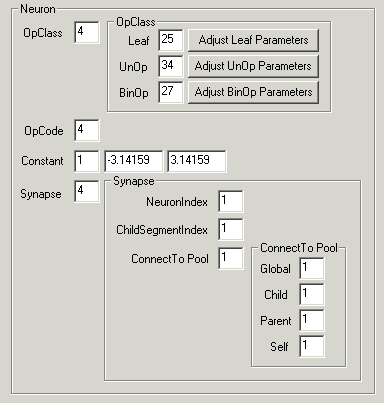 Neuron
OpClass 4
OpClass
Leaf 25 Adjust Leaf Parameters
UnOp 34 Adjust UnOp Parameters
BinOp 27 Adjust BinOp Parameters
OpCode 4
Constant 1 -3.14159 3.14159
Synapse 4
Synapse
NeuronIndex 1
ChildSegmentIndex 1
ConnectTo Pool 1
ConnectTo Pool
Global 1
Child 1
Parent 1
Self 1